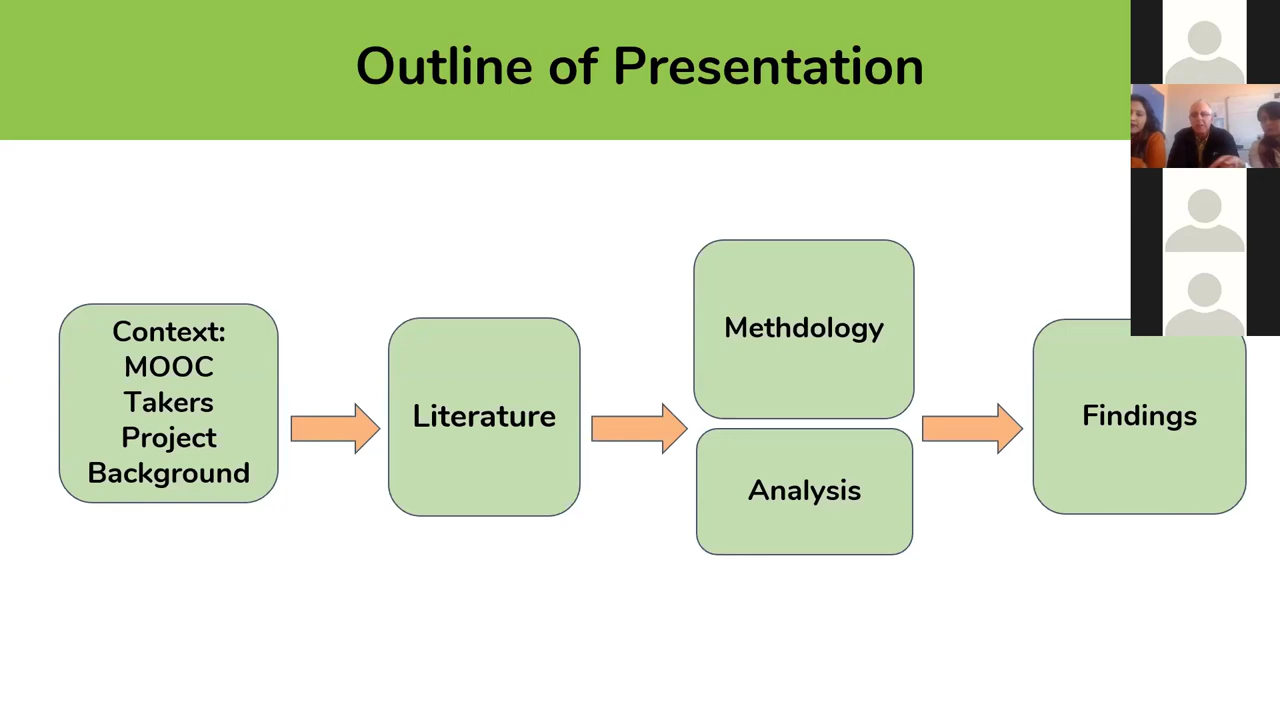 Outline of Presentation
Context:
MOOC
Takers
Project
Background
Literature
Methdology
Analysis
Findings